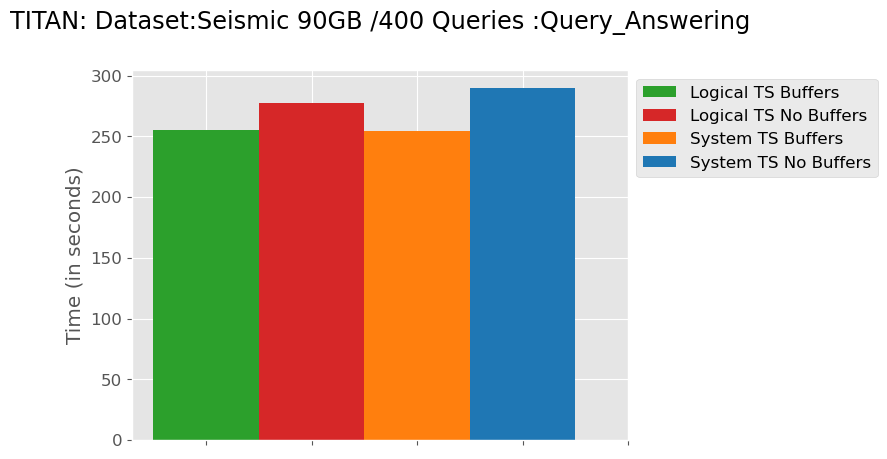 TITAN: Dataset:Seismic 90GB /400 Queries :Query_Answering
300
250
200
150
100
50
0
Time (in seconds)
Logical TS Buffers
Logical TS No Buffers
System TS Buffers
System TS No Buffers